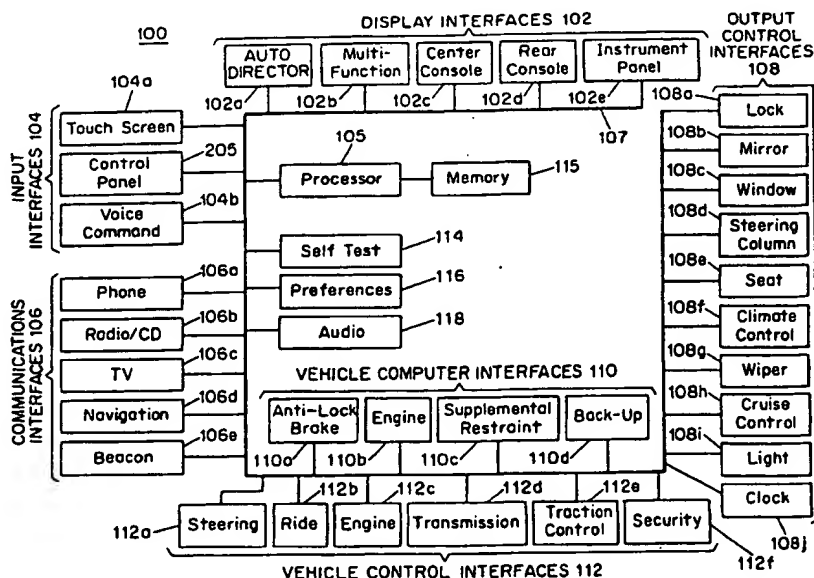 100
DISPLAY INTERFACES 102
AUTO DIRECTOR
Multi-Function
Center Console
Rear Console
Instrument Panel
102a
102b
102c
102d
102e
107
OUTPUT CONTROL INTERFACES
108
108a
Lock
108b
Mirror
108c
Window
108d
Steering Column
108e
Seat
108f
Climate Control
108g
Wiper
108h
Cruise Control
108i
Light
Clock
108j
INPUT INTERFACES 104
104a
Touch Screen
205
Control Panel
104b
Voice Command
105
Processor
115
Memory
Self Test
114
Preferences
116
Audio
118
COMMUNICATIONS INTERFACES 106
106a
Phone
106b
Radio/CD
106c
TV
106d
Navigation
106e
Beacon
VEHICLE COMPUTER INTERFACES 110
Anti-Lock Brake
Engine
Supplemental Restraint
Back-Up
110a
110b
110c
110d
112a
112b
112c
112d
112e
Steering
Ride
Engine
Transmission
Traction Control
Security
112f
VEHICLE CONTROL INTERFACES 112